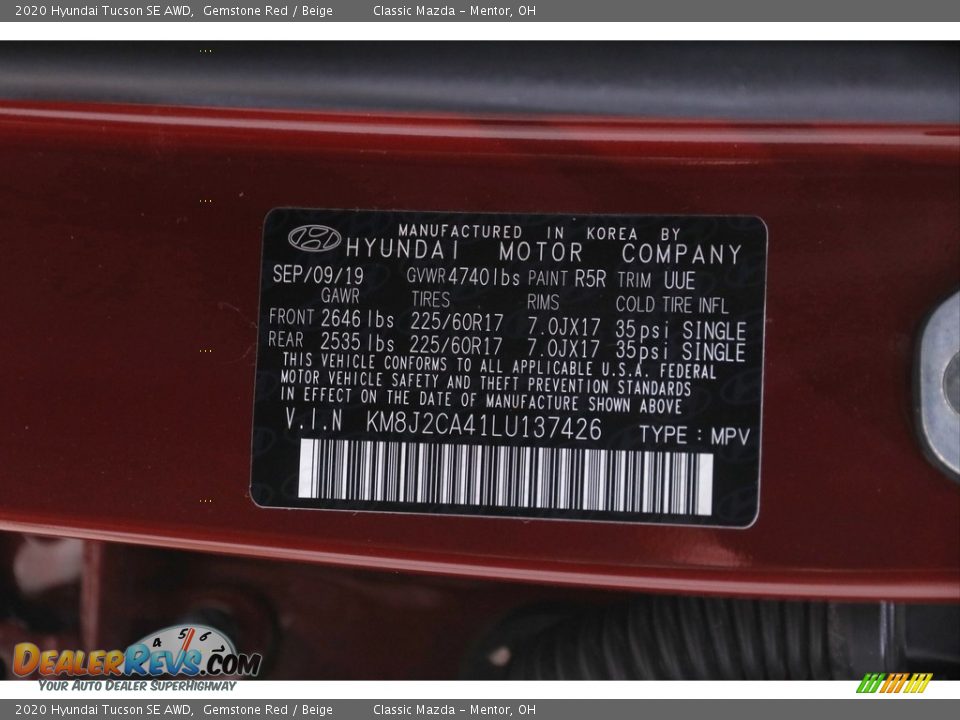 2020 Hyundai Tucson SE AWD, Gemstone Red / Beige Classic Mazda - Mentor, OH
MANUFACTURED IN KOREA BY
HYUNDAI MOTOR COMPANY
SEP/09/19 GVWR 4740 lbs PAINT R5R TRIM UUE
GAWR TIRES RIMS COLD TIRE INFL
FRONT 2646 lbs 225/60R17 7.0JX17 35psi SINGLE
REAR 2535 lbs 225/60R17 7.0JX17 35psi SINGLE
THIS VEHICLE CONFORMS TO ALL APPLICABLE U.S.A. FEDERAL
MOTOR VEHICLE SAFETY AND THEFT PREVENTION STANDARDS
IN EFFECT ON THE DATE OF MANUFACTURE SHOWN ABOVE
V.I.N KM8J2CA41LU137426 TYPE : MPV
4 5 6
DEALERREVS.COM
YOUR AUTO DEALER SUPERHIGHWAY
2020 Hyundai Tucson SE AWD, Gemstone Red / Beige Classic Mazda - Mentor, OH